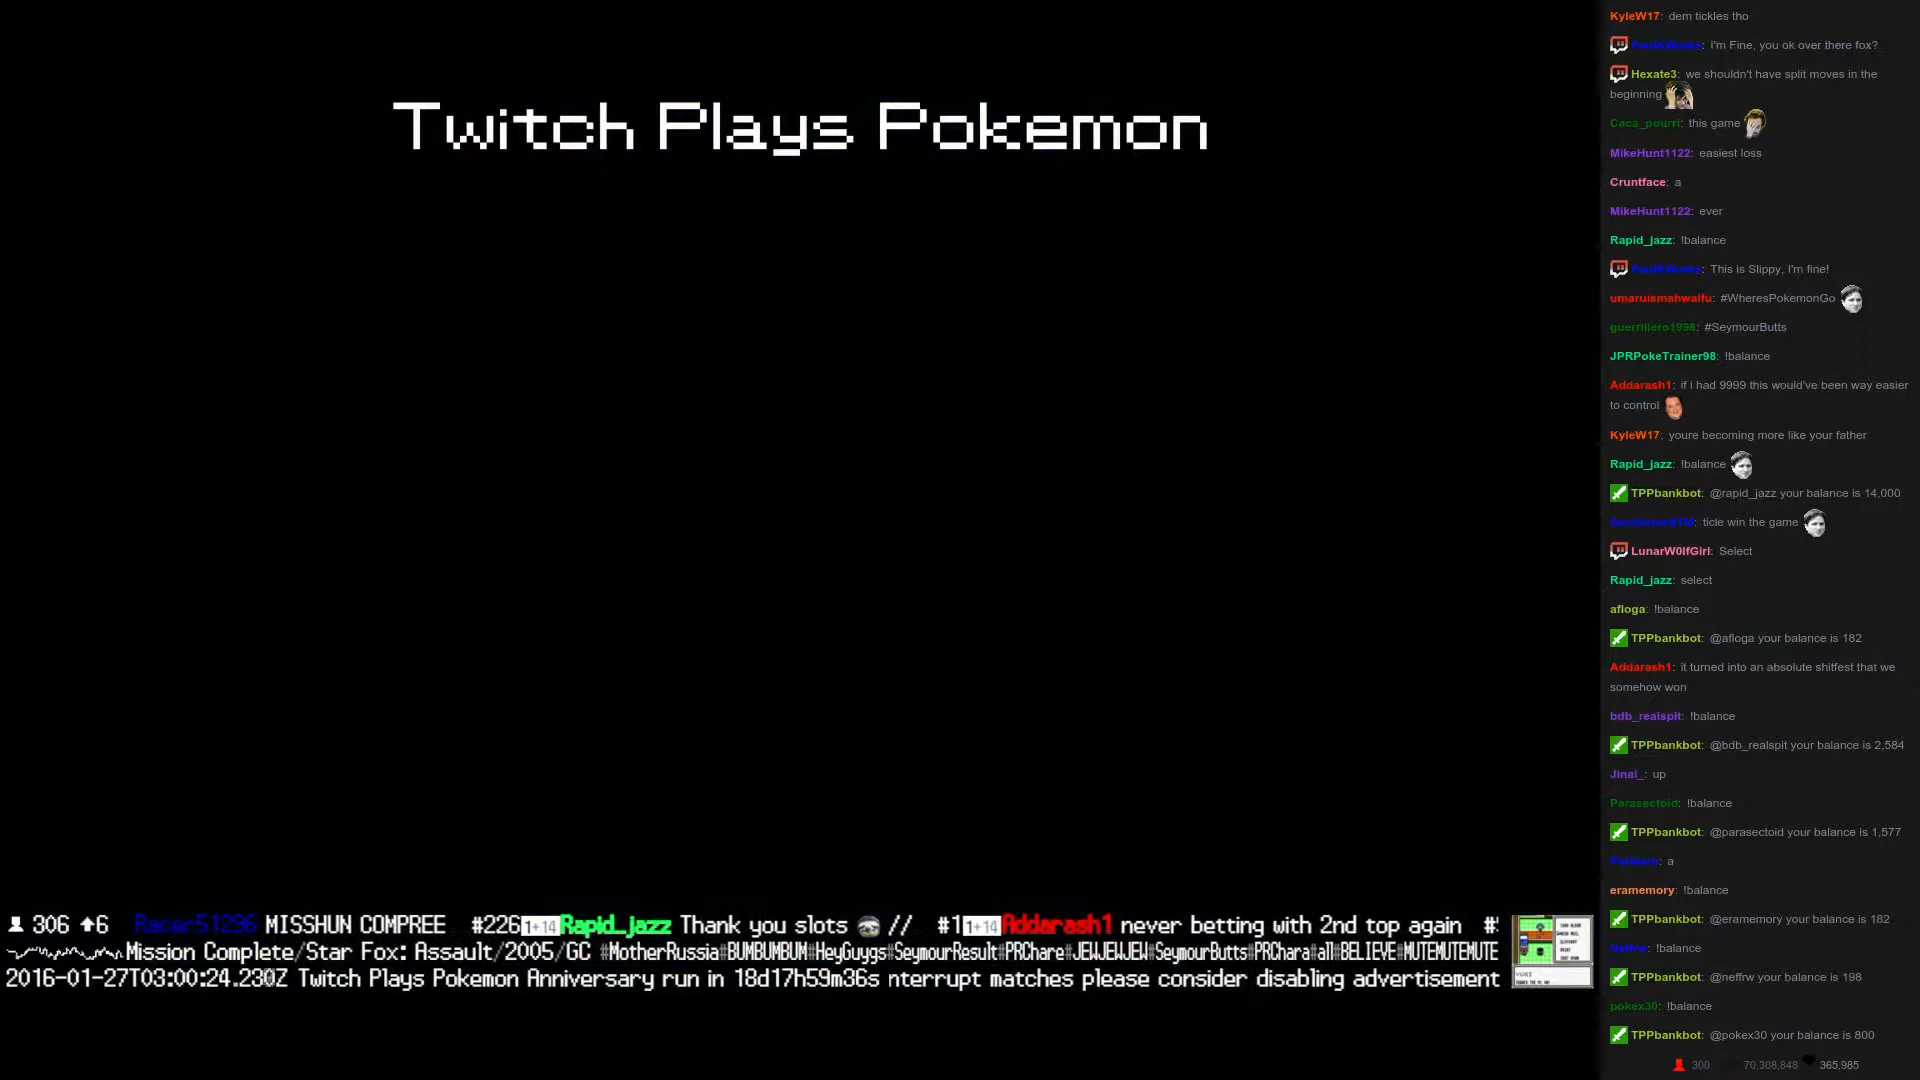 Twitch Plays Pokemon
306 6 Racer51296 MISSHUN COMPREE #226 1+14 Rapid_jazz Thank you slots // #1 1+14 Addarash1 never betting with 2nd top again
Mission Complete/Star Fox: Assault/2005/GC #MotherRussia#BUMBUMBUM#HeyGuygs#SeymourResult#PRChare#JEWJEWJEW#SeymourButts#PRChara#all#BELIEVE#MUTEMUTEMUTE
2016-01-27T03:00:24.230Z Twitch Plays Pokemon Anniversary run in 18d17h59m36s nterrupt matches please consider disabling advertisement
KyleW17: dem tickles tho
I'm Fine, you ok over there fox?
Hexate3: we shouldn't have split moves in the
beginning
Caca_pourri: this game
MikeHunt1122: easiest loss
Cruntface: a
MikeHunt1122: ever
Rapid_jazz: !balance
This is Slippy, I'm fine!
umaruismahwaifu: #WheresPokemonGo
guerrillero1998: #SeymourButts
JPRPokeTrainer98: !balance
Addarash1: if i had 9999 this would've been way easier
to control
KyleW17: youre becoming more like your father
Rapid_jazz: !balance
TPPbankbot: @rapid_jazz your balance is 14,000
ticle win the game
LunarW0lfGirl: Select
Rapid_jazz: select
afloga: !balance
TPPbankbot: @afloga your balance is 182
Addarash1: it turned into an absolute shitfest that we
somehow won
bdb_realspit: !balance
TPPbankbot: @bdb_realspit your balance is 2,584
Jinai_: up
Parasectoid: !balance
TPPbankbot: @parasectoid your balance is 1,577
a
eramemory: !balance
TPPbankbot: @eramemory your balance is 182
Neffrw: !balance
TPPbankbot: @neffrw your balance is 198
pokex30: !balance
TPPbankbot: @pokex30 your balance is 800
300 70,308,848 365,985